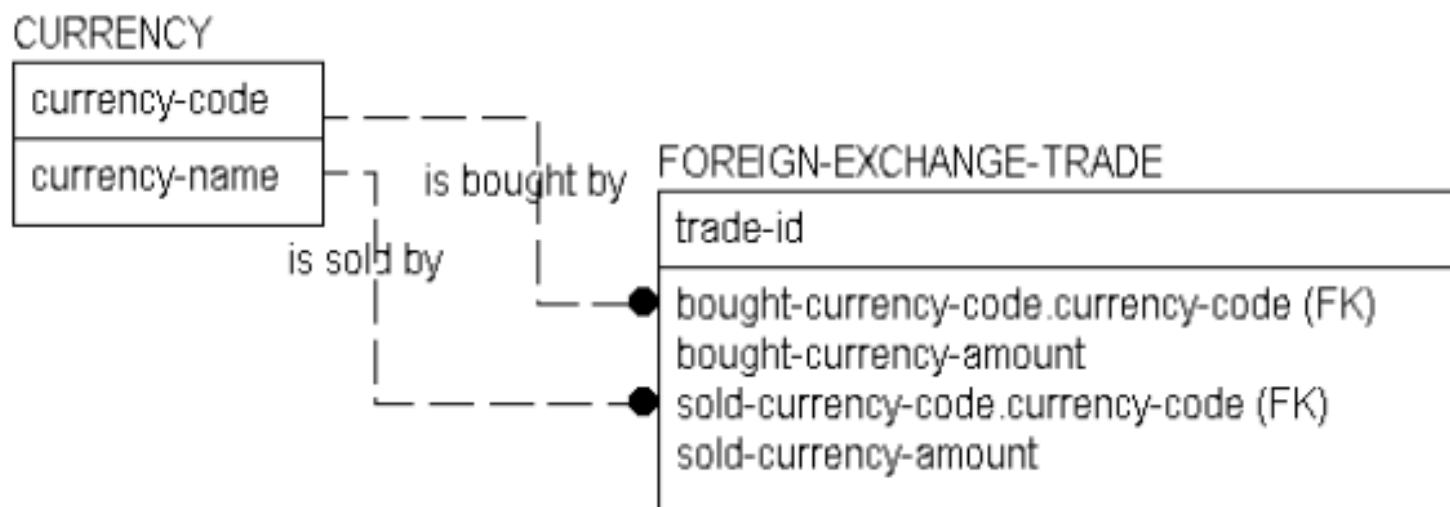 CURRENCY
currency-code
currency-name
is bought by
is sold by
FOREIGN-EXCHANGE-TRADE
trade-id
bought-currency-code.currency-code (FK)
bought-currency-amount
sold-currency-code.currency-code (FK)
sold-currency-amount